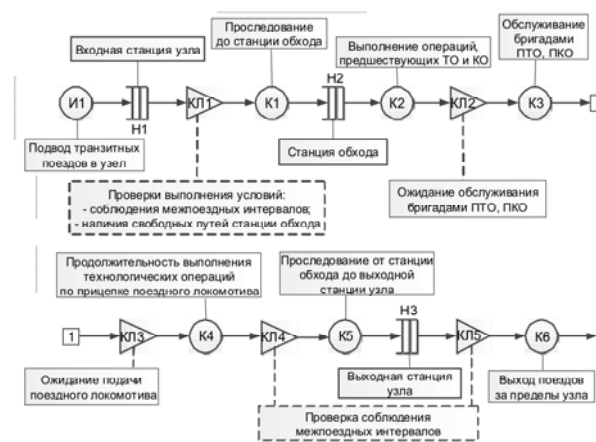 Проследование
до станции обхода
Обслуживание
бригадами
ПТО, ПКО
Входная станция узла
Выполнение операций,
предшествующих ТО и КО
И1
Н1
КЛ1
К1
Н2
К2
КЛ2
К3
1
Подвод транзитных
поездов в узел
Станция обхода
Проверки выполнения условий:
- соблюдения межпоездных интервалов;
- наличия свободных путей станции обхода
Ожидание обслуживания
бригадами ПТО, ПКО
Продолжительность выполнения
технологических операций
по прицепке поездного локомотива
Проследование от станции
обхода до выходной
станции узла
1
КЛ3
К4
КЛ4
К5
Н3
КЛ5
К6
Ожидание подачи
поездного локомотива
Выходная станция
узла
Выход поездов
за пределы узла
Проверка соблюдения
межпоездных интервалов